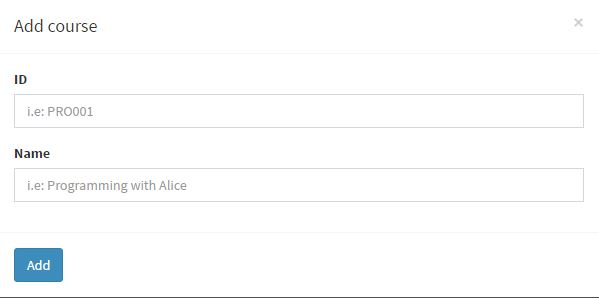 Add course ×
ID
i.e: PRO001
Name
i.e: Programming with Alice
Add